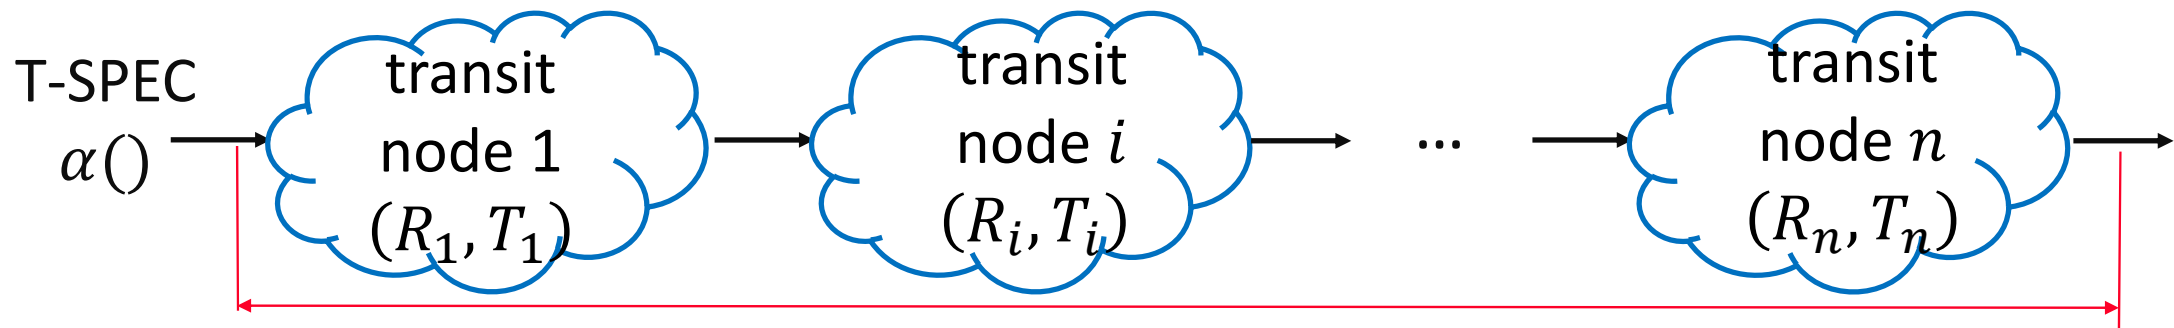 T-SPEC
𝛼()
transit
node 1
(𝑅₁, 𝑇₁)
transit
node 𝑖
(𝑅ᵢ, 𝑇ᵢ)
...
transit
node 𝑛
(𝑅ₙ, 𝑇ₙ)